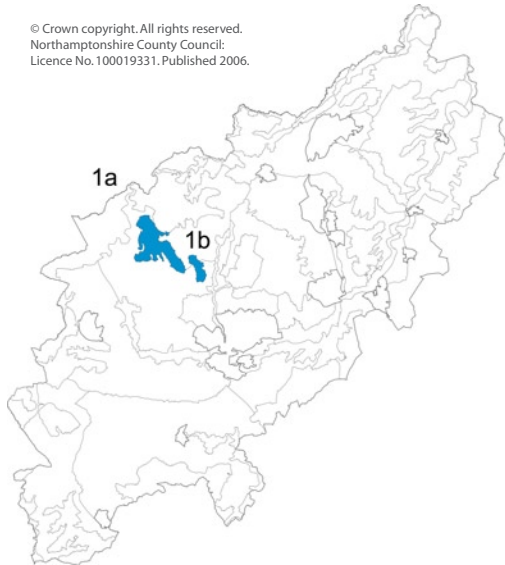 © Crown copyright. All rights reserved.
Northamptonshire County Council:
Licence No. 100019331. Published 2006.
1a
1b